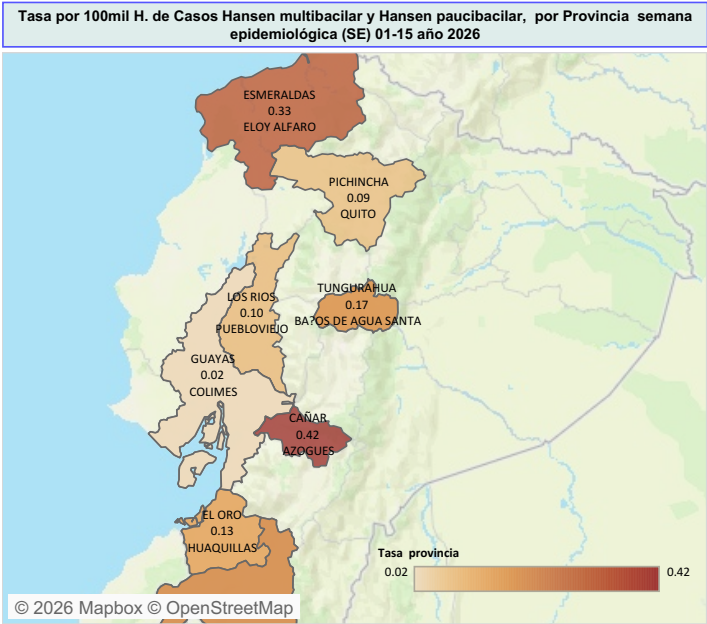 Tasa por 100mil H. de Casos Hansen multibacilar y Hansen paucibacilar, por Provincia semana
epidemiológica (SE) 01-15 año 2026
ESMERALDAS
0.33
ELOY ALFARO
PICHINCHA
0.09
QUITO
TUNGURAHUA
0.17
BA?OS DE AGUA SANTA
LOS RIOS
0.10
PUEBLOVIEJO
GUAYAS
0.02
COLIMES
CAÑAR
0.42
AZOGUES
EL ORO
0.13
HUAQUILLAS
Tasa provincia
0.02
0.42
© 2026 Mapbox © OpenStreetMap